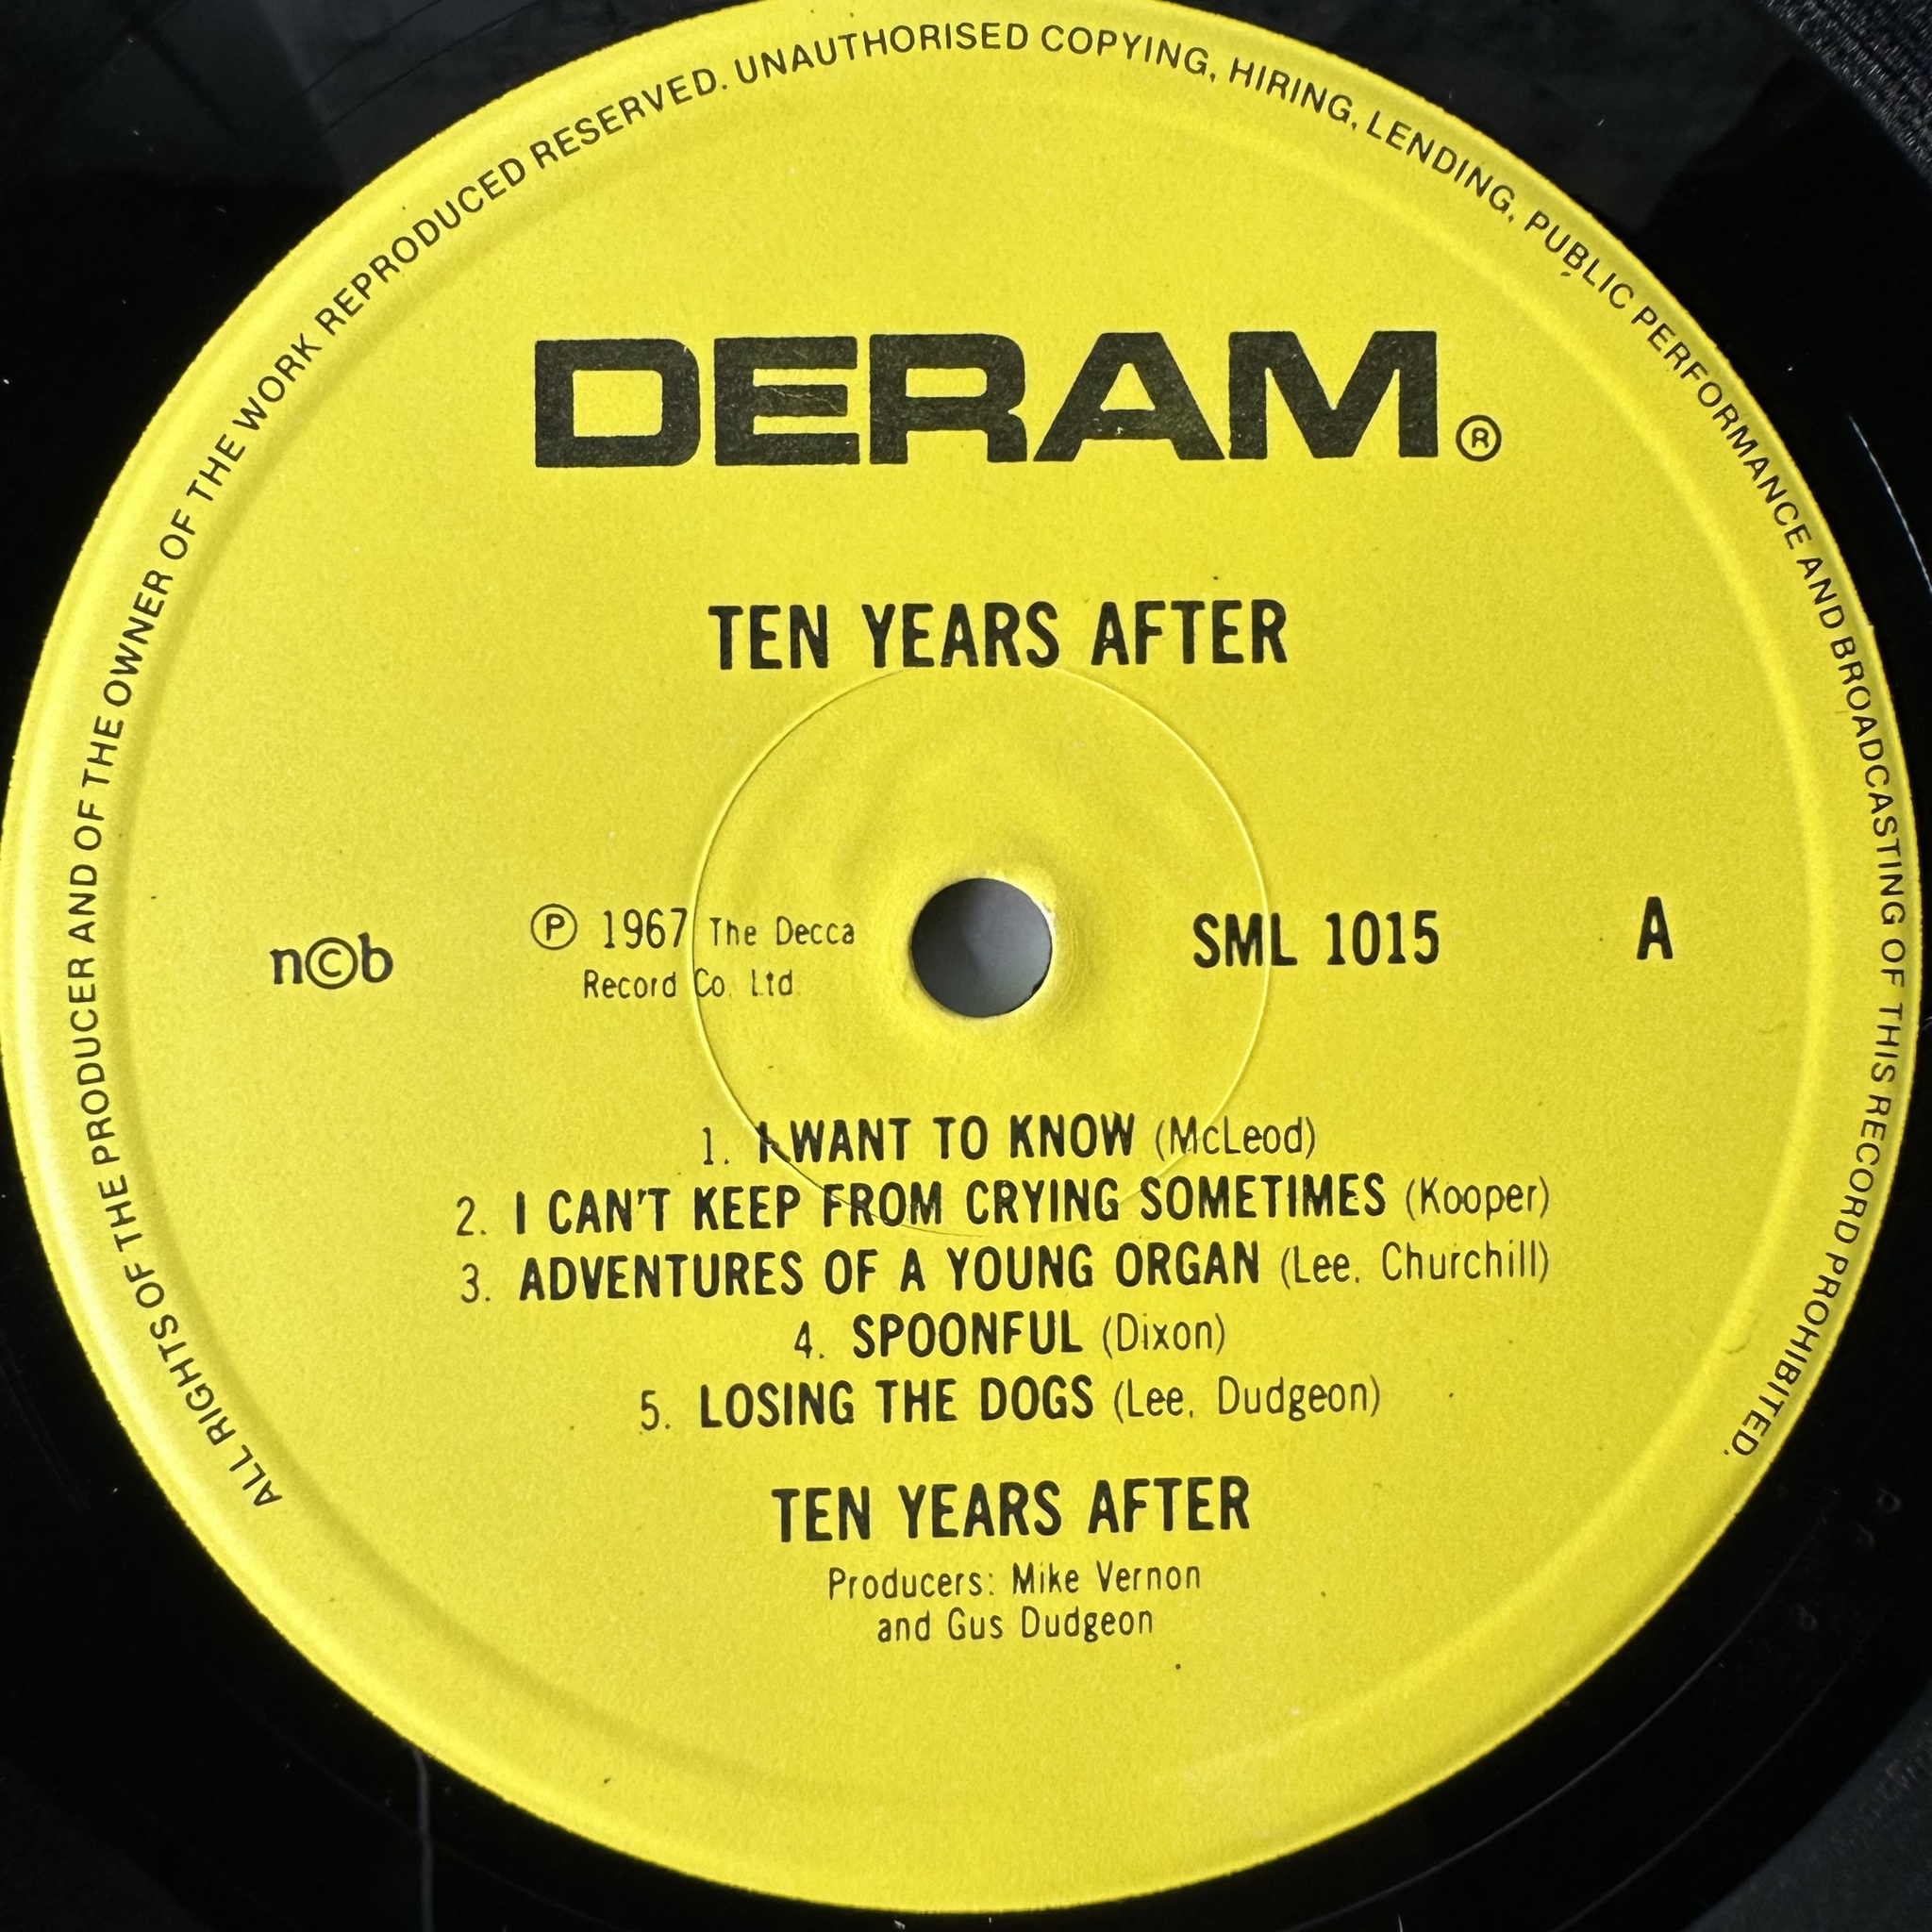 ALL RIGHTS OF THE PRODUCER AND OF THE OWNER OF THE WORK REPRODUCED RESERVED. UNAUTHORISED COPYING, HIRING, LENDING, PUBLIC PERFORMANCE AND BROADCASTING OF THIS RECORD PROHIBITED.
DERAM®
TEN YEARS AFTER
n©b
℗ 1967 The Decca
Record Co. Ltd.
SML 1015
A
1. I WANT TO KNOW (McLeod)
2. I CAN'T KEEP FROM CRYING SOMETIMES (Kooper)
3. ADVENTURES OF A YOUNG ORGAN (Lee, Churchill)
4. SPOONFUL (Dixon)
5. LOSING THE DOGS (Lee, Dudgeon)
TEN YEARS AFTER
Producers: Mike Vernon
and Gus Dudgeon